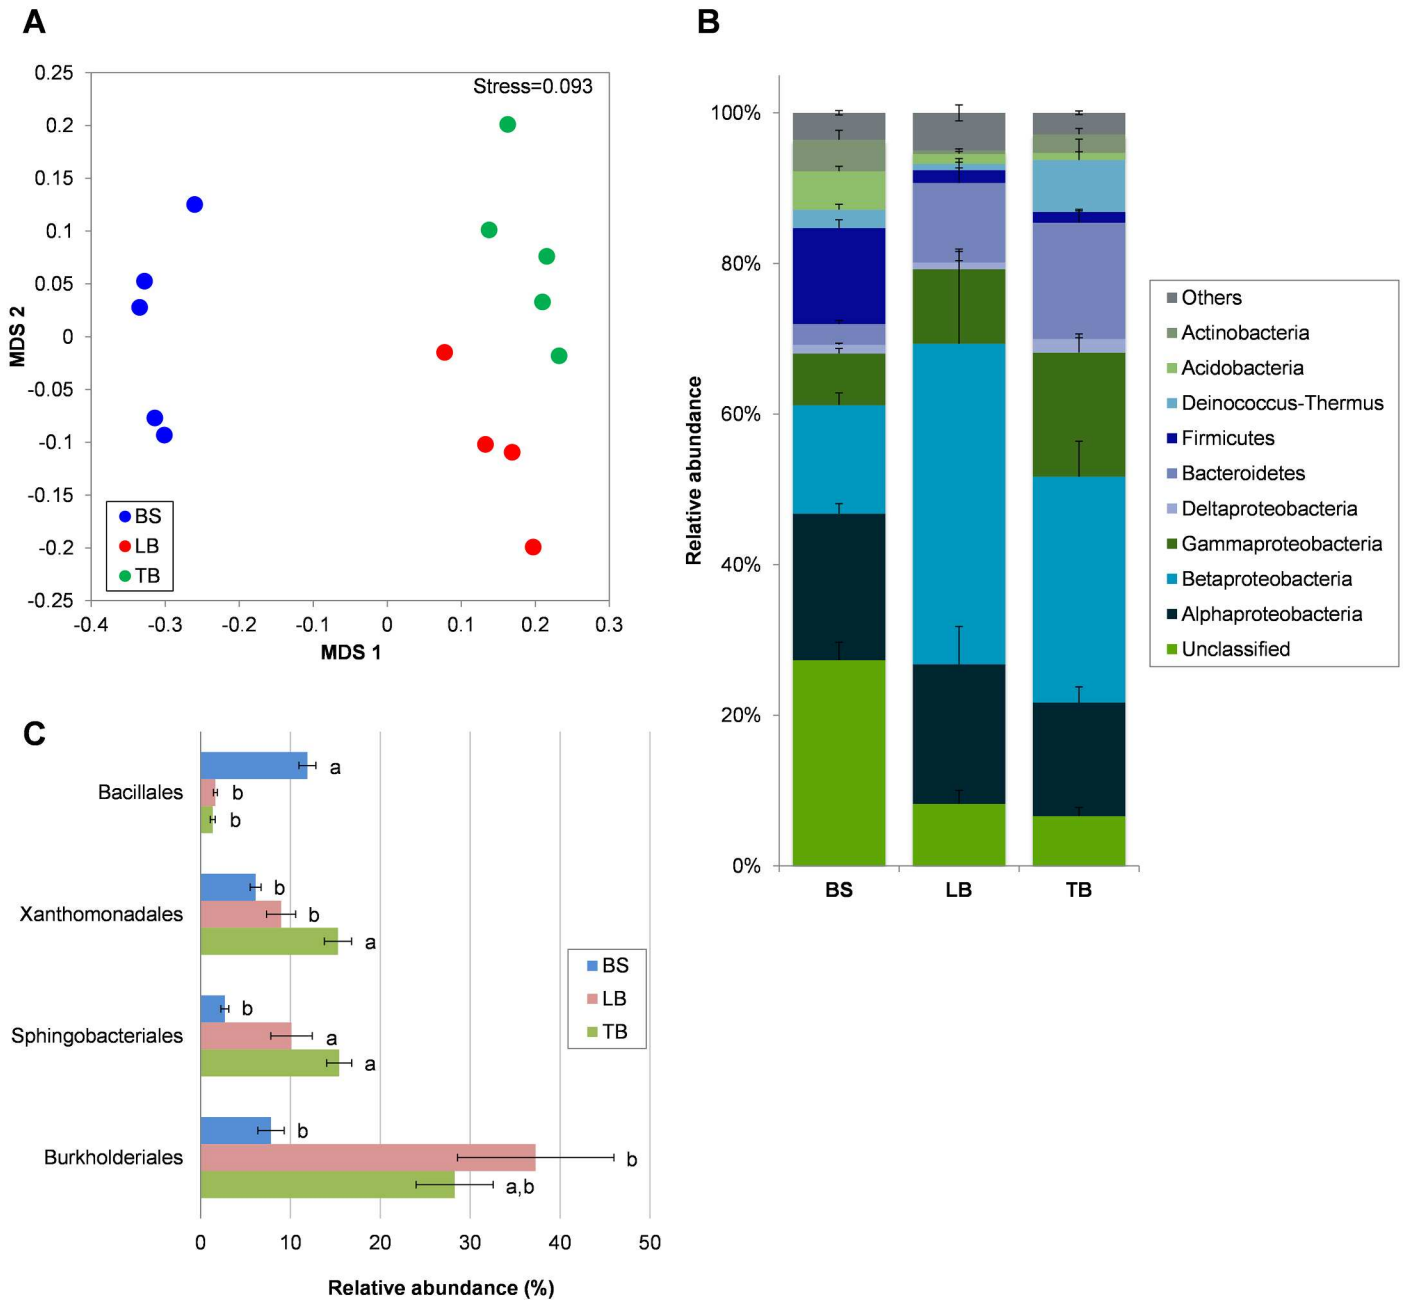 A
Stress=0.093
0.25
0.2
0.15
0.1
0.05
0
-0.05
-0.1
-0.15
-0.2
-0.25
MDS 2
BS
LB
TB
-0.4 -0.3 -0.2 -0.1 0 0.1 0.2 0.3
MDS 1
B
100%
80%
60%
40%
20%
0%
Relative abundance
BS LB TB
Others
Actinobacteria
Acidobacteria
Deinococcus-Thermus
Firmicutes
Bacteroidetes
Deltaproteobacteria
Gammaproteobacteria
Betaproteobacteria
Alphaproteobacteria
Unclassified
C
a
Bacillales b
b
b
Xanthomonadales b
a
b
Sphingobacteriales a
a
b
Burkholderiales b
a,b
BS
LB
TB
0 10 20 30 40 50
Relative abundance (%)